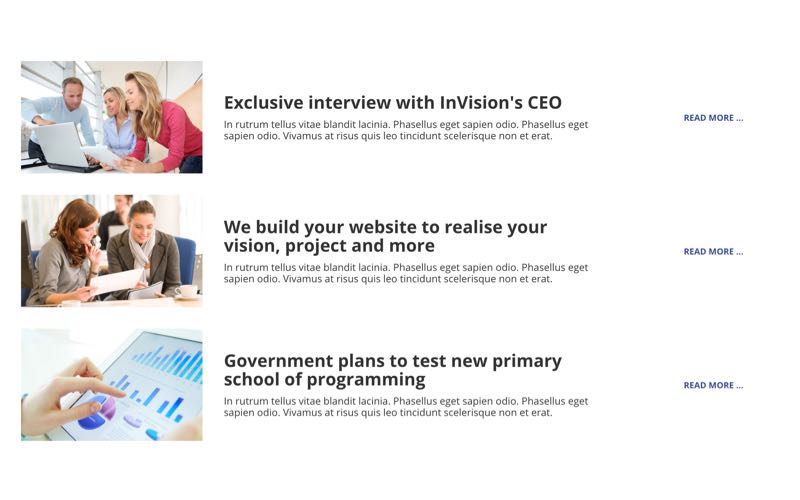 Exclusive interview with InVision's CEO
In rutrum tellus vitae blandit lacinia. Phasellus eget sapien odio. Phasellus eget
sapien odio. Vivamus at risus quis leo tincidunt scelerisque non et erat.
READ MORE ...
We build your website to realise your
vision, project and more
In rutrum tellus vitae blandit lacinia. Phasellus eget sapien odio. Phasellus eget
sapien odio. Vivamus at risus quis leo tincidunt scelerisque non et erat.
READ MORE ...
Government plans to test new primary
school of programming
In rutrum tellus vitae blandit lacinia. Phasellus eget sapien odio. Phasellus eget
sapien odio. Vivamus at risus quis leo tincidunt scelerisque non et erat.
READ MORE ...